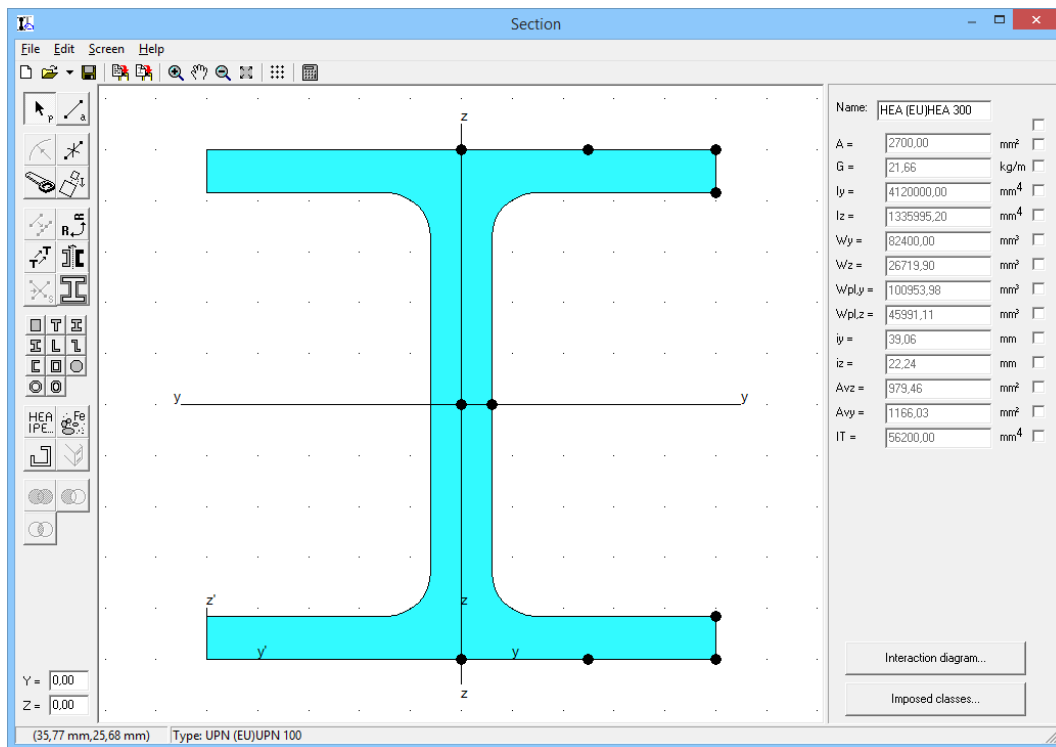 Section
File Edit Screen Help
P
a
R R
T T
S
HEA Fe
IPE...
Y = 0,00
Z = 0,00
z
y y
z'
z
y' y
z
Name: HEA (EU)HEA 300
A = 2700,00 mm²
G = 21,66 kg/m
Iy = 4120000,00 mm4
Iz = 1335995,20 mm4
Wy = 82400,00 mm³
Wz = 26719,90 mm³
Wpl,y = 100953,98 mm³
Wpl,z = 45991,11 mm³
iy = 39,06 mm
iz = 22,24 mm
Avz = 979,46 mm²
Avy = 1166,03 mm²
IT = 56200,00 mm4
Interaction diagram...
Imposed classes...
(35,77 mm,25,68 mm) Type: UPN (EU)UPN 100